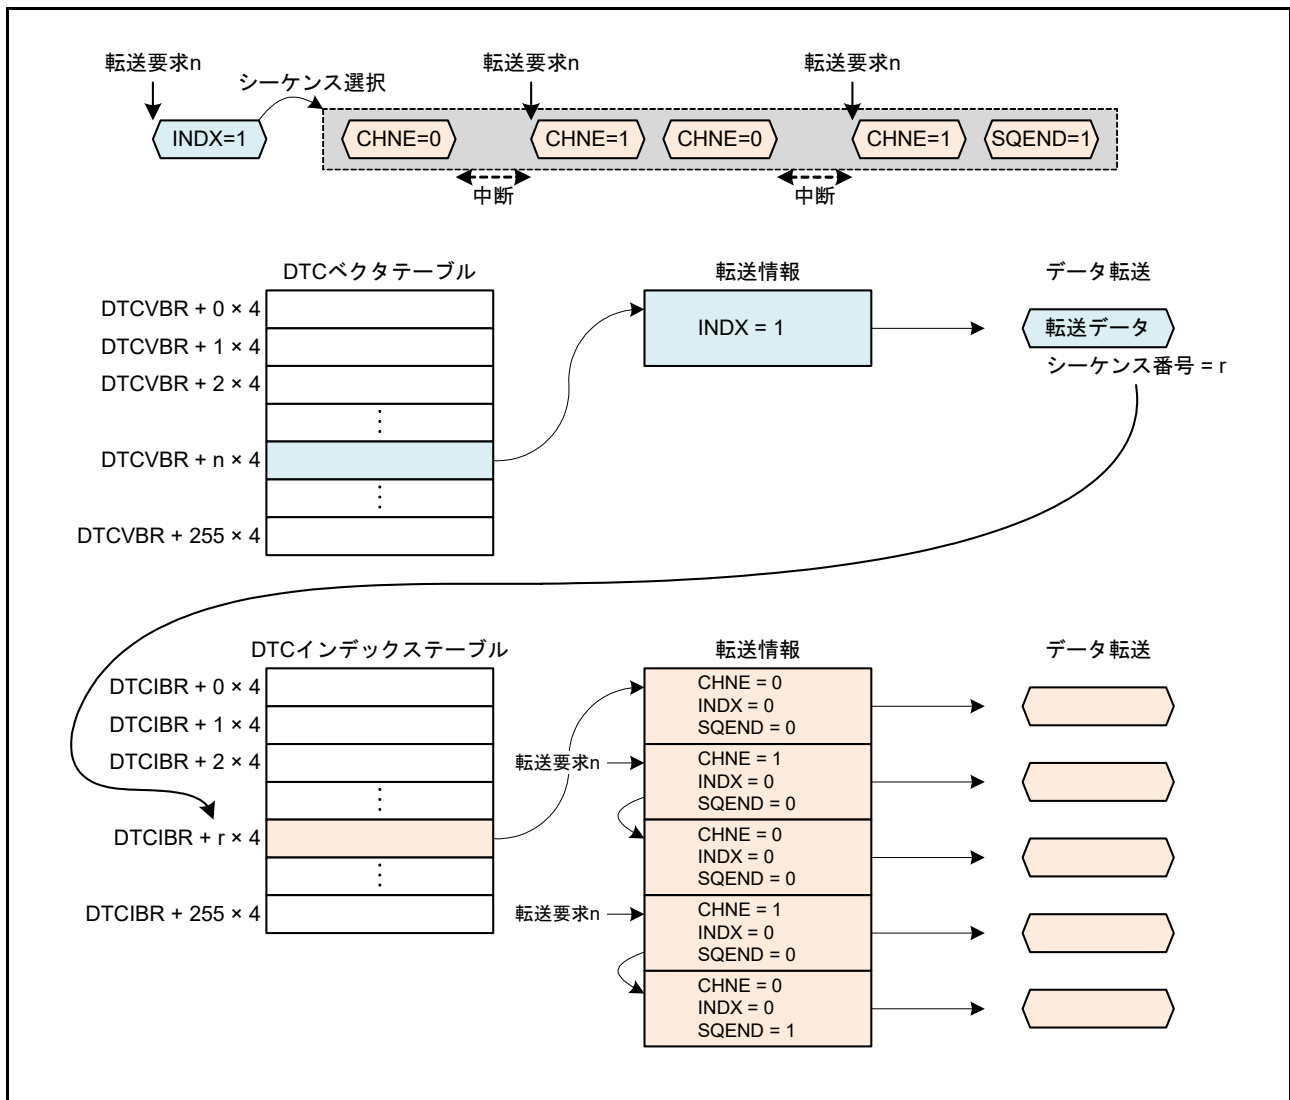 転送要求n 転送要求n 転送要求n
シーケンス選択
INDX=1 CHNE=0 CHNE=1 CHNE=0 CHNE=1 SQEND=1
中断 中断
DTCベクタテーブル 転送情報 データ転送
DTCVBR + 0 × 4
DTCVBR + 1 × 4
DTCVBR + 2 × 4
⋮
DTCVBR + n × 4
⋮
DTCVBR + 255 × 4
INDX = 1
転送データ
シーケンス番号 = r
DTCインデックステーブル 転送情報 データ転送
DTCIBR + 0 × 4
DTCIBR + 1 × 4
DTCIBR + 2 × 4
⋮
DTCIBR + r × 4
⋮
DTCIBR + 255 × 4
CHNE = 0
INDX = 0
SQEND = 0
転送要求n
CHNE = 1
INDX = 0
SQEND = 0
CHNE = 0
INDX = 0
SQEND = 0
転送要求n
CHNE = 1
INDX = 0
SQEND = 0
CHNE = 0
INDX = 0
SQEND = 1